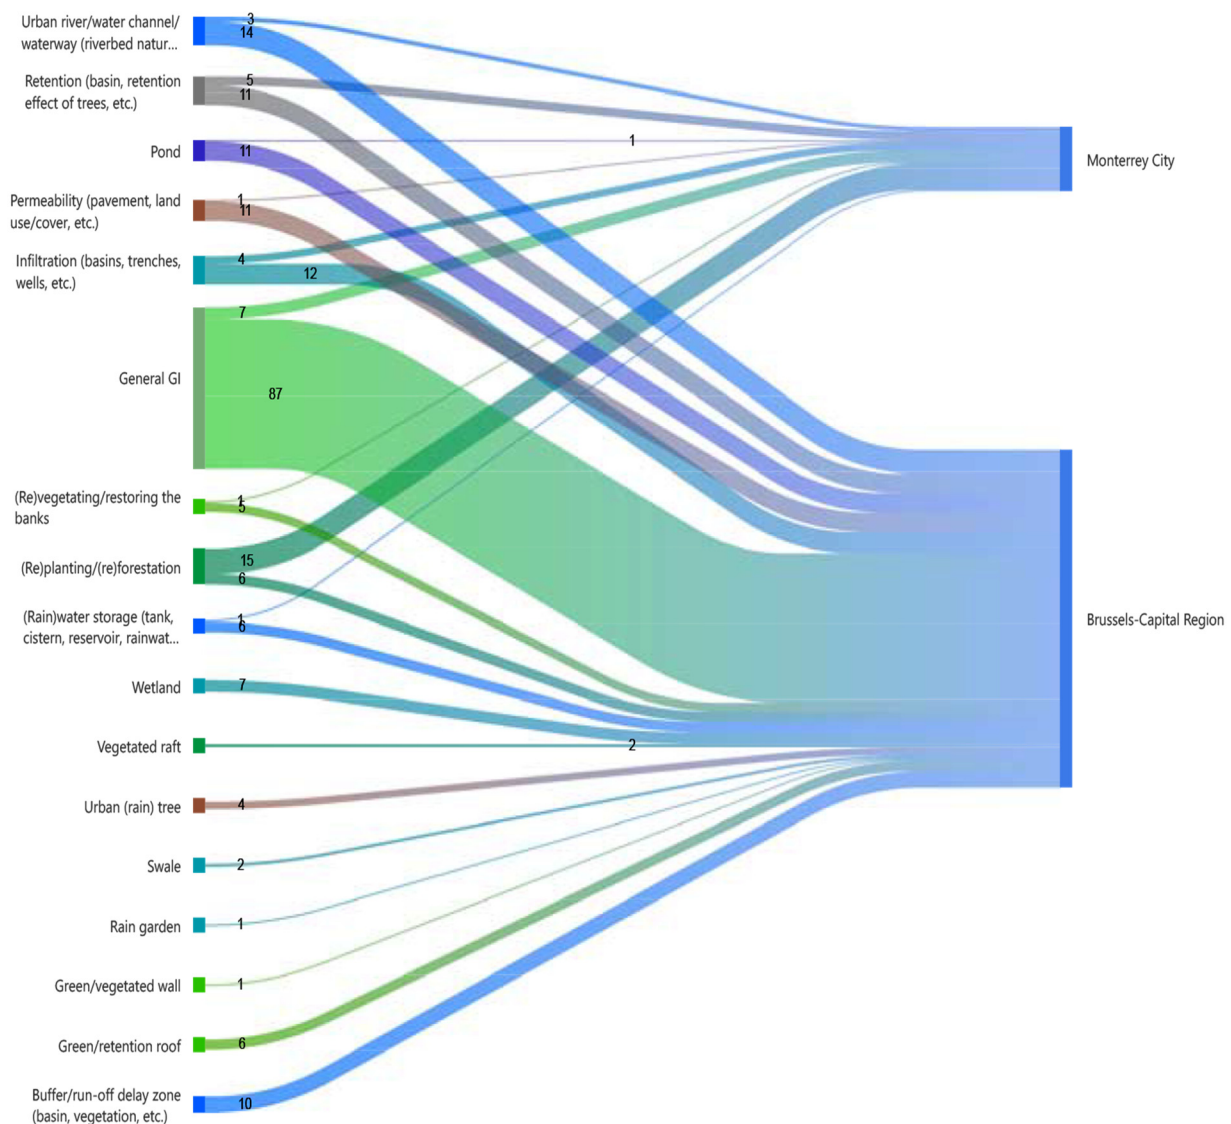 Urban river/water channel/
waterway (riverbed natur...
3
14
Retention (basin, retention
effect of trees, etc.)
5
11
Pond
11
1
Permeability (pavement, land
use/cover, etc.)
1
11
Infiltration (basins, trenches,
wells, etc.)
4
12
General GI
7
87
(Re)vegetating/restoring the
banks
1
5
(Re)planting/(re)forestation
15
6
(Rain)water storage (tank,
cistern, reservoir, rainwat...
1
6
Wetland
7
Vegetated raft
2
Urban (rain) tree
4
Swale
2
Rain garden
1
Green/vegetated wall
1
Green/retention roof
6
Buffer/run-off delay zone
(basin, vegetation, etc.)
10
Monterrey City
Brussels-Capital Region